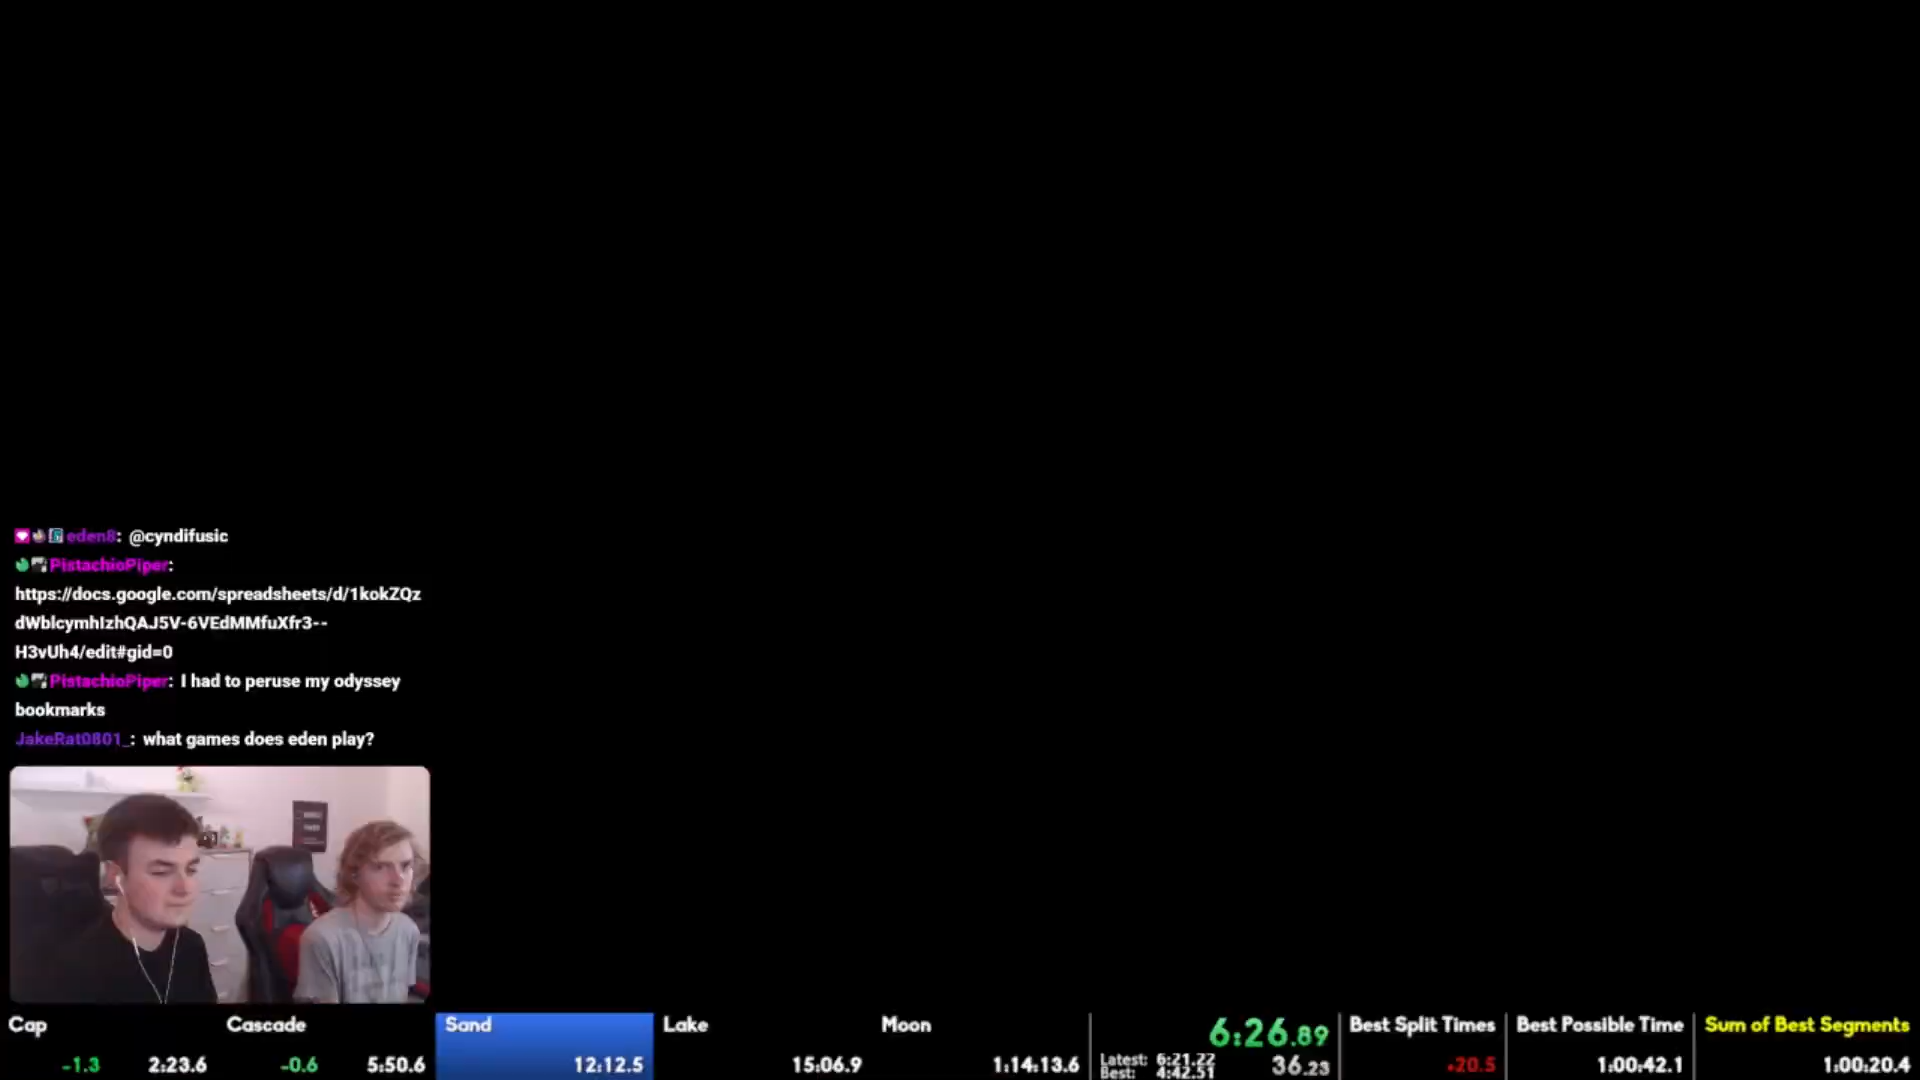 eden8: @cyndifusic
PistachioPiper:
https://docs.google.com/spreadsheets/d/1kokZQz
dWblcymhIzhQAJ5V-6VEdMMfuXfr3--
H3vUh4/edit#gid=0
PistachioPiper: I had to peruse my odyssey
bookmarks
JakeRat0801_: what games does eden play?
Cap
-1.3 2:23.6
Cascade
-0.6 5:50.6
Sand
12:12.5
Lake
15:06.9
Moon
1:14:13.6
6:26.89
Latest: 6:21.22
Best: 4:42.51
36.23
Best Split Times
+20.5
Best Possible Time
1:00:42.1
Sum of Best Segments
1:00:20.4